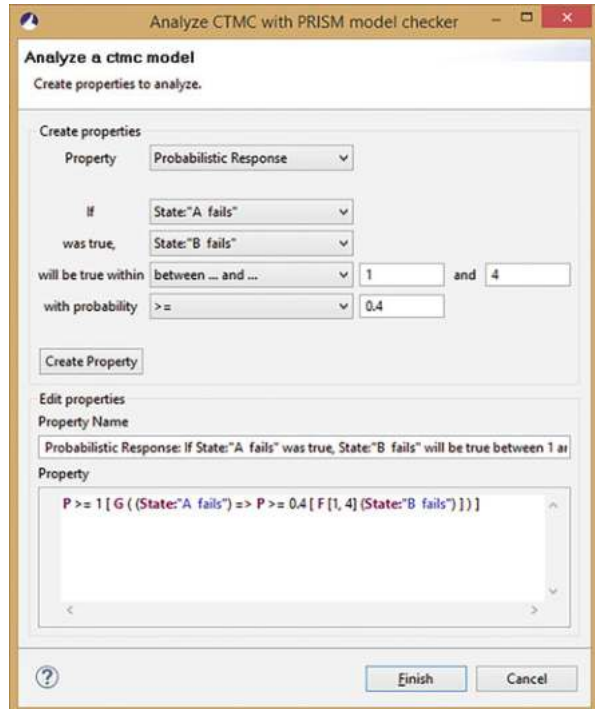 Analyze CTMC with PRISM model checker
Analyze a ctmc model
Create properties to analyze.
Create properties
Property Probabilistic Response
If State:"A fails"
was true, State:"B fails"
will be true within between ... and ... 1 and 4
with probability >= 0.4
Create Property
Edit properties
Property Name
Probabilistic Response: If State:"A fails" was true, State:"B fails" will be true between 1 ar
Property
P >= 1 [ G ( (State:"A fails") => P >= 0.4 [ F [1, 4] (State:"B fails") ] ) ]
? Finish Cancel